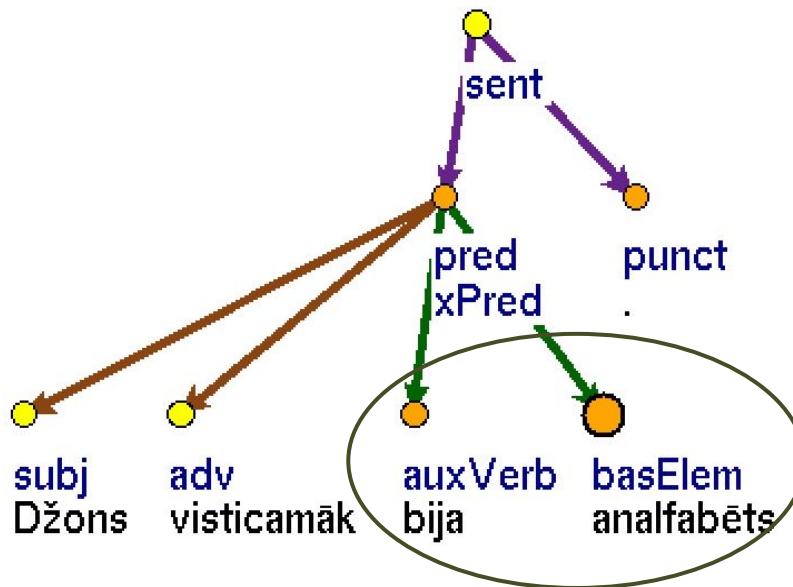 sent
pred punct
xPred .
subj adv auxVerb basElem
Džons visticamāk bija analfabēts